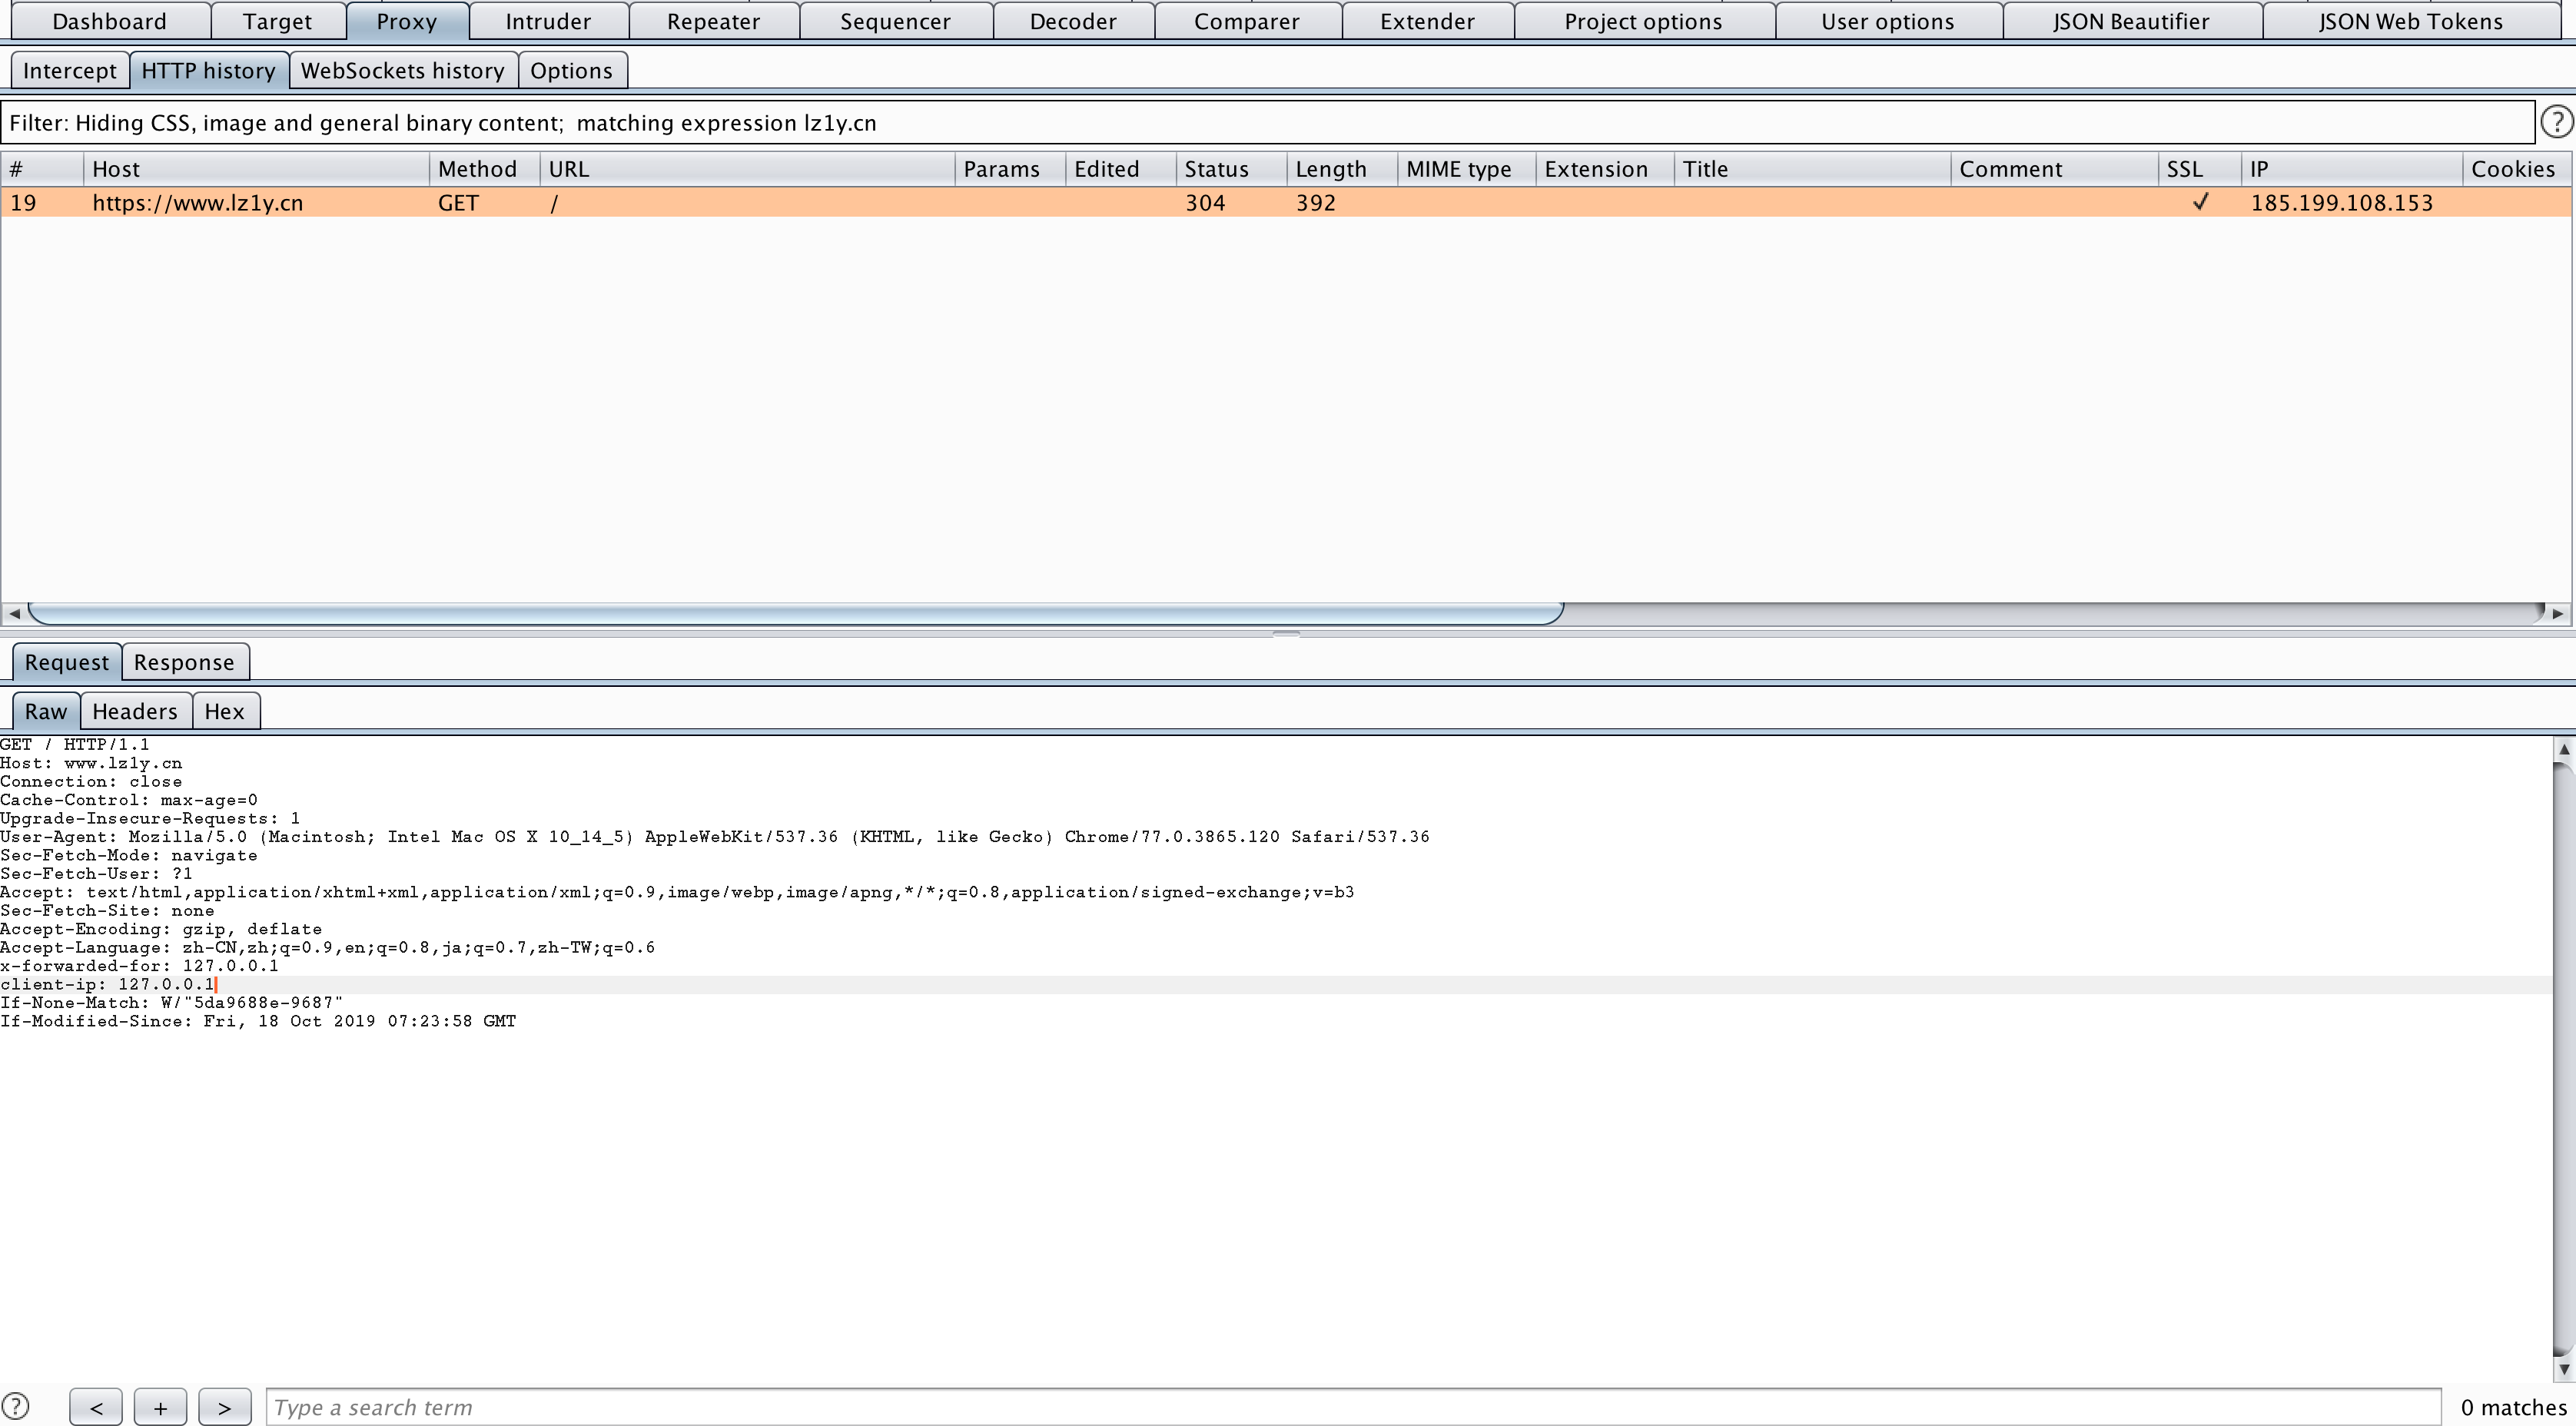 Dashboard Target Proxy Intruder Repeater Sequencer Decoder Comparer Extender Project options User options JSON Beautifier JSON Web Tokens
Intercept HTTP history WebSockets history Options
Filter: Hiding CSS, image and general binary content;  matching expression lz1y.cn ?
# Host Method URL Params Edited Status Length MIME type Extension Title Comment SSL IP Cookies
19 https://www.lz1y.cn GET / 304 392 ✓ 185.199.108.153
Request Response
Raw Headers Hex
GET / HTTP/1.1
Host: www.lz1y.cn
Connection: close
Cache-Control: max-age=0
Upgrade-Insecure-Requests: 1
User-Agent: Mozilla/5.0 (Macintosh; Intel Mac OS X 10_14_5) AppleWebKit/537.36 (KHTML, like Gecko) Chrome/77.0.3865.120 Safari/537.36
Sec-Fetch-Mode: navigate
Sec-Fetch-User: ?1
Accept: text/html,application/xhtml+xml,application/xml;q=0.9,image/webp,image/apng,*/*;q=0.8,application/signed-exchange;v=b3
Sec-Fetch-Site: none
Accept-Encoding: gzip, deflate
Accept-Language: zh-CN,zh;q=0.9,en;q=0.8,ja;q=0.7,zh-TW;q=0.6
x-forwarded-for: 127.0.0.1
client-ip: 127.0.0.1
If-None-Match: W/"5da9688e-9687"
If-Modified-Since: Fri, 18 Oct 2019 07:23:58 GMT
? < + > Type a search term 0 matches